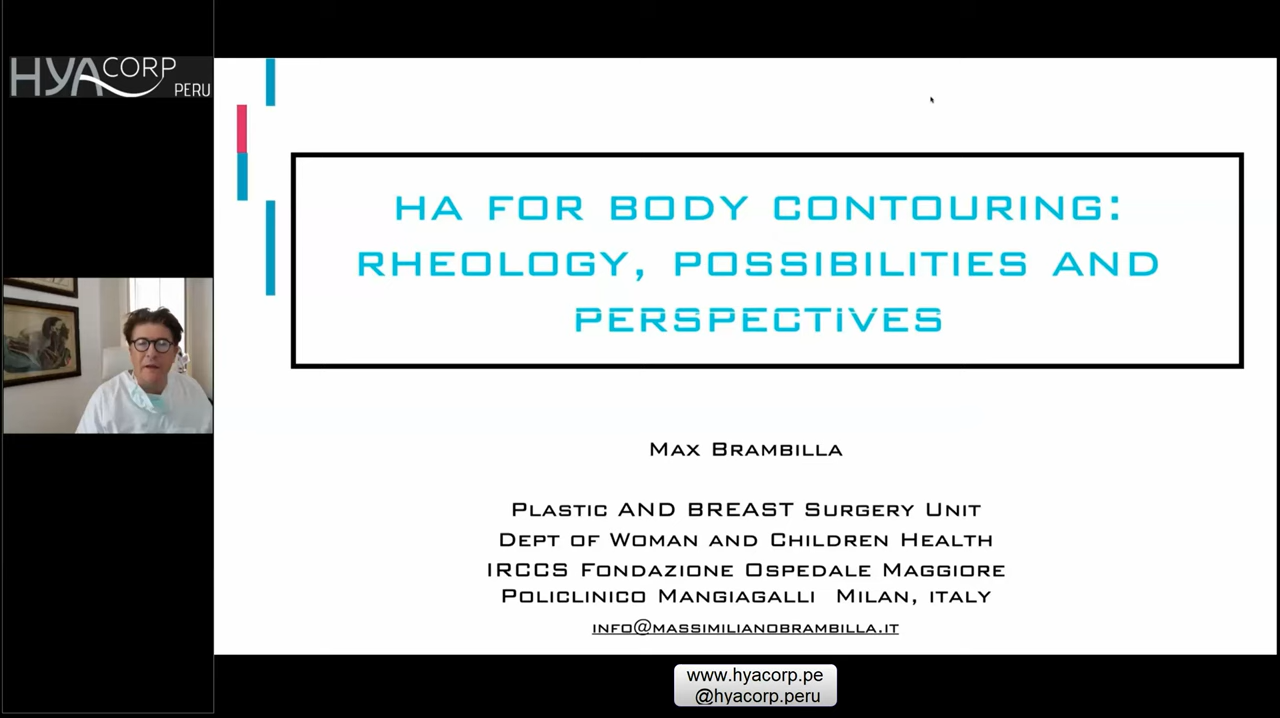 HYACORP
PERU
HA FOR BODY CONTOURING:
RHEOLOGY, POSSIBILITIES AND
PERSPECTiVES
Max Brambilla
Plastic AND BREAST Surgery Unit
Dept of Woman and Children Health
IRCCS Fondazione Ospedale Maggiore
Policlinico Mangiagalli Milan, italy
info@massimilianobrambilla.it
www.hyacorp.pe
@hyacorp.peru